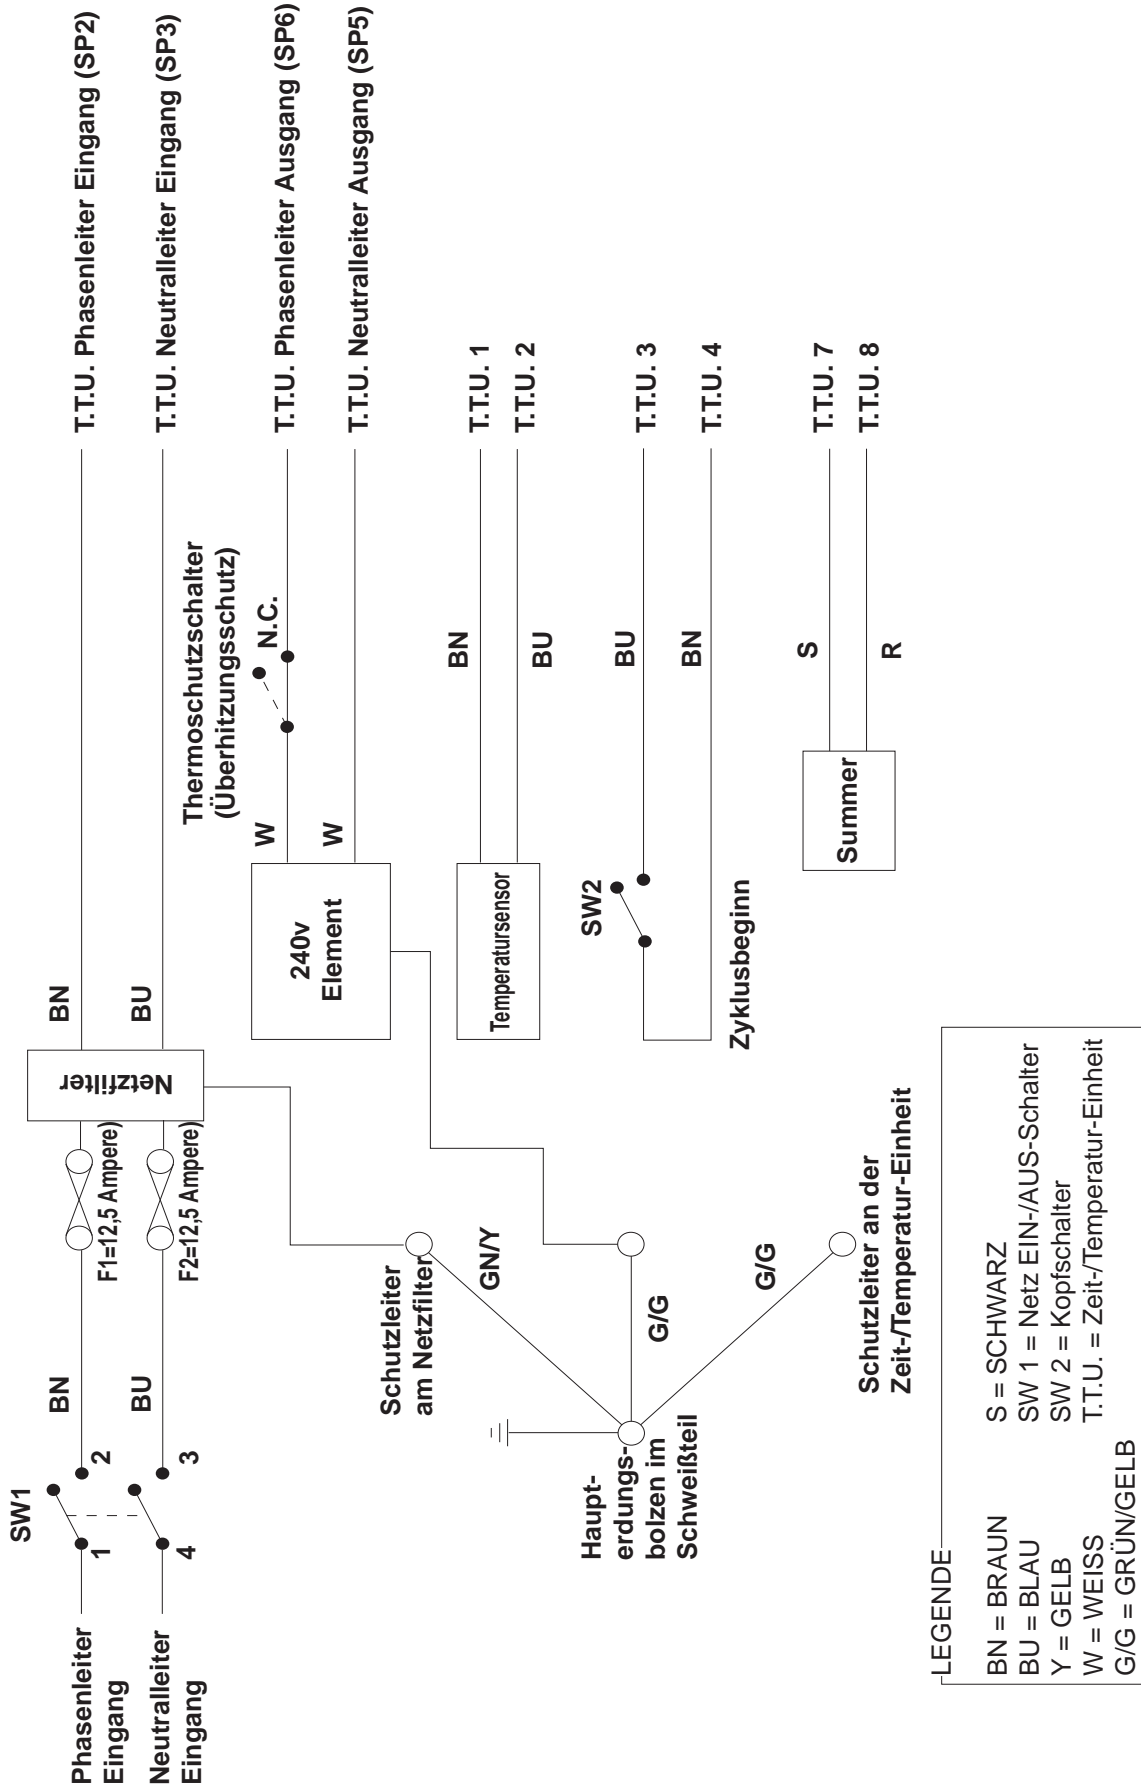 SW1
Phasenleiter
Eingang
Neutralleiter
Eingang
1
2
4
3
BN
BU
F1=12,5 Ampere)
F2=12,5 Ampere)
Netzfilter
BN
BU
T.T.U. Phasenleiter Eingang (SP2)
T.T.U. Neutralleiter Eingang (SP3)
Thermoschutzschalter
(Überhitzungsschutz)
N.C.
W
W
240v
Element
T.T.U. Phasenleiter Ausgang (SP6)
T.T.U. Neutralleiter Ausgang (SP5)
Temperatursensor
BN
BU
T.T.U. 1
T.T.U. 2
SW2
Zyklusbeginn
BU
BN
T.T.U. 3
T.T.U. 4
Summer
S
R
T.T.U. 7
T.T.U. 8
Schutzleiter
am Netzfilter
GN/Y
G/G
G/G
Haupt-
erdungs-
bolzen im
Schweißteil
Schutzleiter an der
Zeit-/Temperatur-Einheit
LEGENDE
BN = BRAUN
BU = BLAU
Y = GELB
W = WEISS
G/G = GRÜN/GELB
S = SCHWARZ
SW 1 = Netz EIN-/AUS-Schalter
SW 2 = Kopfschalter
T.T.U. = Zeit-/Temperatur-Einheit